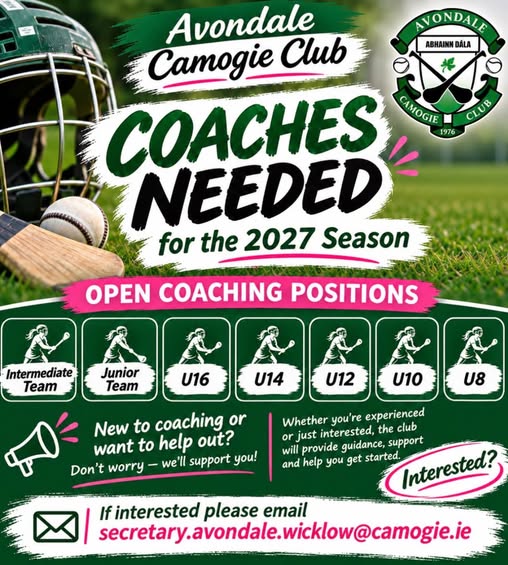 Avondale
Camogie Club
AVONDALE
ABHAINN DÁLA
CAMOGIE CLUB
1976
COACHES
NEEDED
for the 2027 Season
OPEN COACHING POSITIONS
Intermediate
Team
Junior
Team
U16
U14
U12
U10
U8
New to coaching or
want to help out?
Don't worry — we'll support you!
Whether you're experienced
or just interested, the club
will provide guidance, support
and help you get started.
Interested?
If interested please email
secretary.avondale.wicklow@camogie.ie